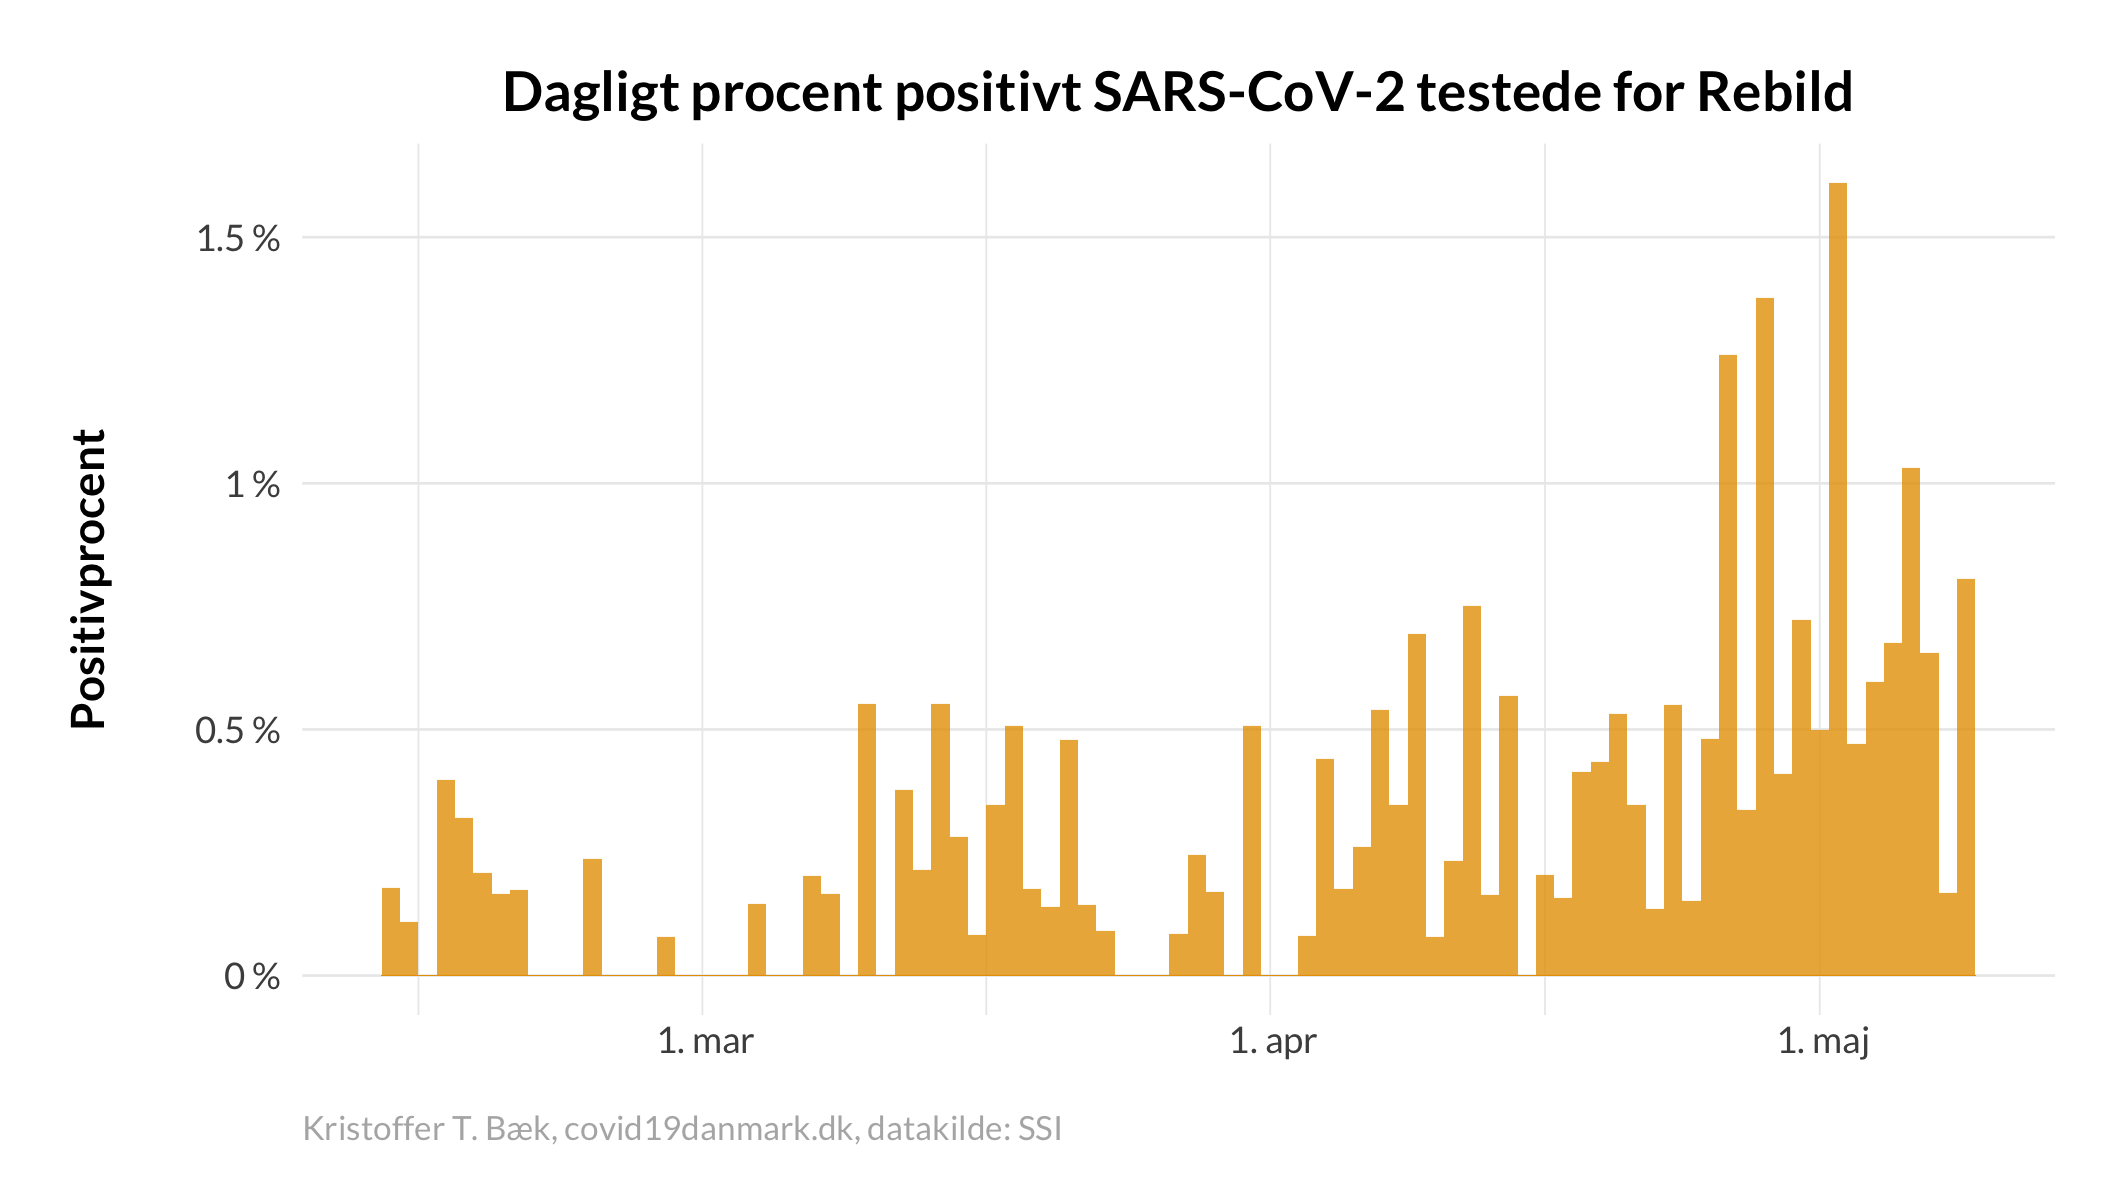 Dagligt procent positivt SARS-CoV-2 testede for Rebild
Positivprocent
1.5 %
1 %
0.5 %
0 %
1. mar
1. apr
1. maj
Kristoffer T. Bæk, covid19danmark.dk, datakilde: SSI